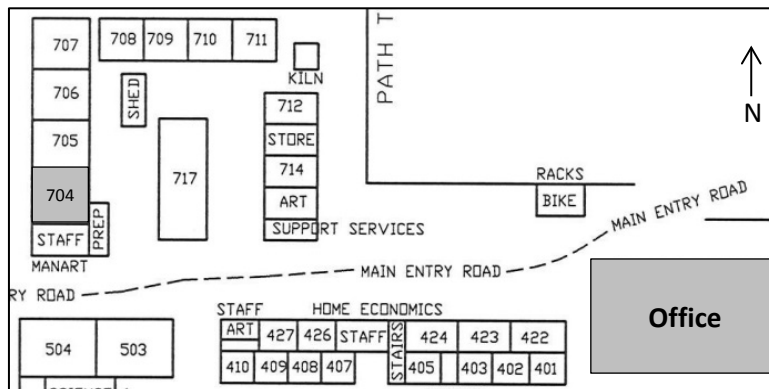 707
708 709 710 711
KILN
PATH T
N
706
SHED
712
705
STORE
717
714
704
ART
RACKS
BIKE
PREP
STAFF
SUPPORT SERVICES
MAIN ENTRY ROAD
MANART
MAIN ENTRY ROAD
RY ROAD
STAFF HOME ECONOMICS
Office
ART 427 426 STAFF STAIRS 424 423 422
504 503
410 409 408 407 405 403 402 401